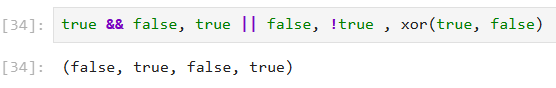 [34]: true && false, true || false, !true , xor(true, false)
[34]: (false, true, false, true)